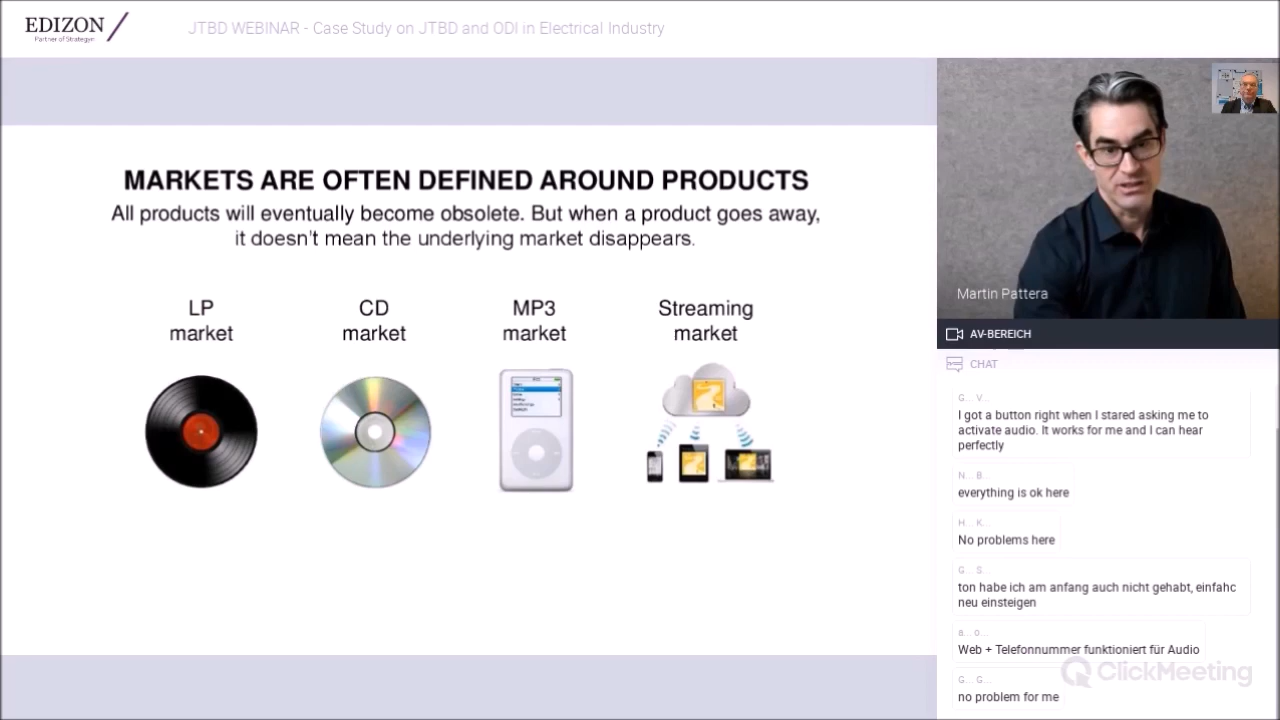 EDIZON
Partner of Strategyn
JTBD WEBINAR - Case Study on JTBD and ODI in Electrical Industry
MARKETS ARE OFTEN DEFINED AROUND PRODUCTS
All products will eventually become obsolete. But when a product goes away,
it doesn't mean the underlying market disappears.
LP
market
CD
market
MP3
market
Streaming
market
Martin Pattera
AV-BEREICH
CHAT
G... V...
I got a button right when I stared asking me to
activate audio. It works for me and I can hear
perfectly
N... B...
everything is ok here
H... K...
No problems here
G... S...
ton habe ich am anfang auch nicht gehabt, einfahc
neu einsteigen
B... O...
Web + Telefonnummer funktioniert für Audio
G... G...
no problem for me
ClickMeeting